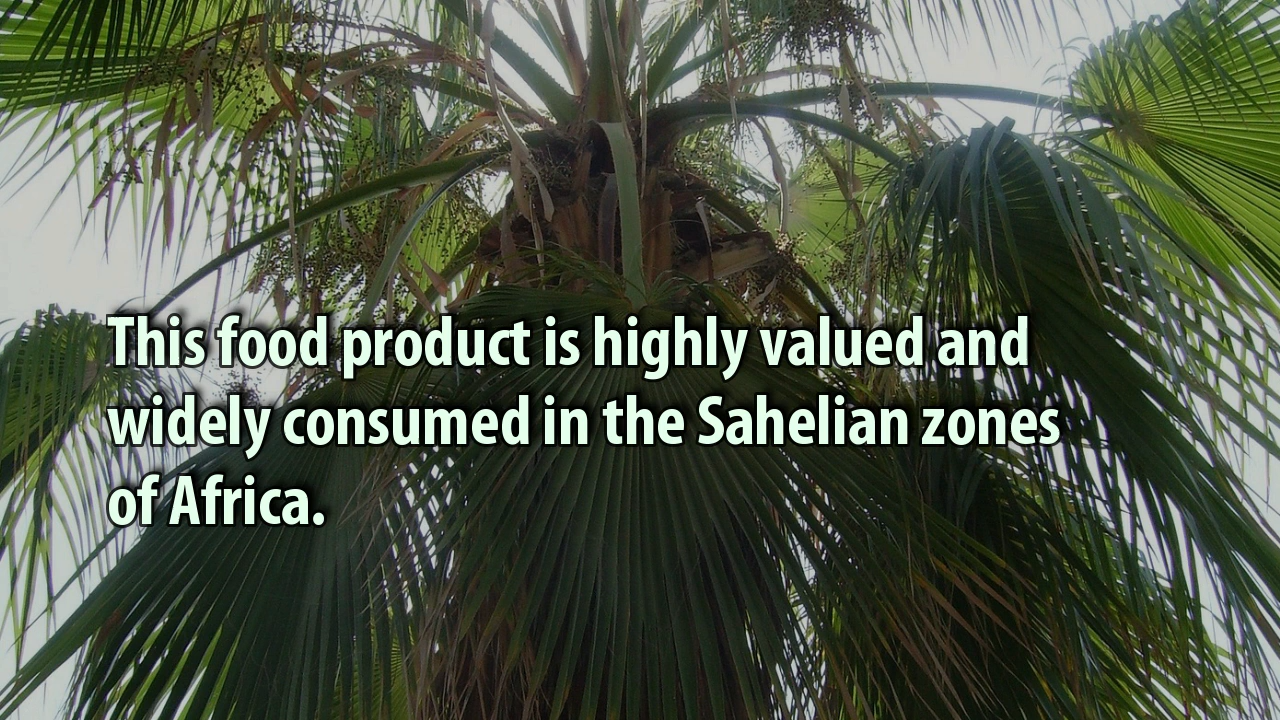 This food product is highly valued and
widely consumed in the Sahelian zones
of Africa.